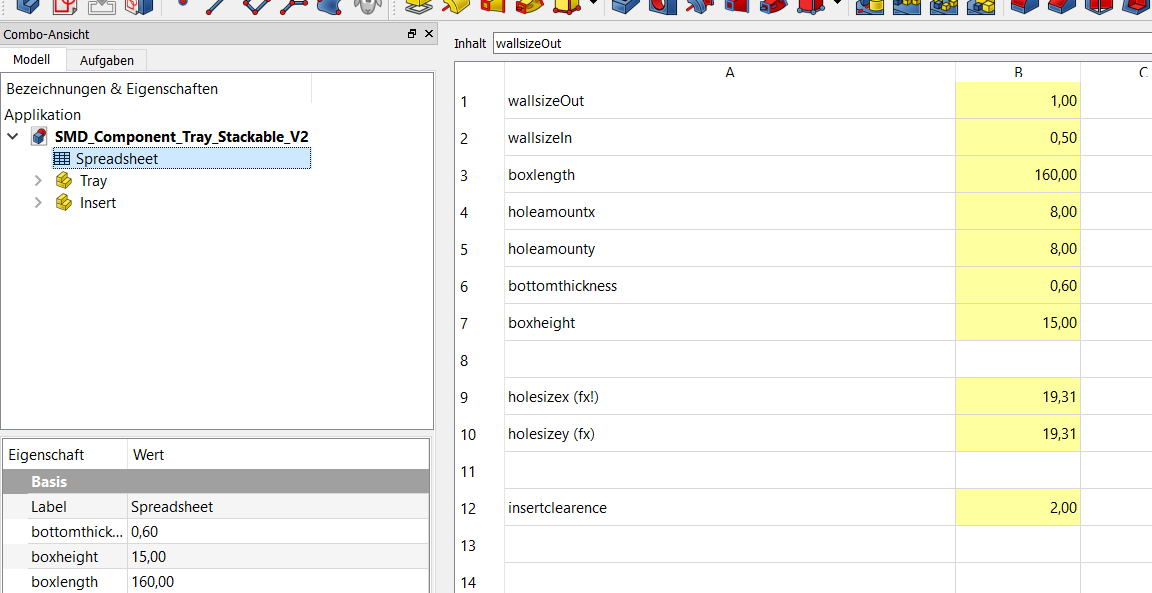 Combo-Ansicht
Modell Aufgaben
Bezeichnungen & Eigenschaften
Applikation
SMD_Component_Tray_Stackable_V2
Spreadsheet
Tray
Insert
Eigenschaft Wert
Basis
Label Spreadsheet
bottomthick... 0,60
boxheight 15,00
boxlength 160,00
Inhalt wallsizeOut
A B C
1 wallsizeOut 1,00
2 wallsizeIn 0,50
3 boxlength 160,00
4 holeamountx 8,00
5 holeamounty 8,00
6 bottomthickness 0,60
7 boxheight 15,00
8
9 holesizex (fx!) 19,31
10 holesizey (fx) 19,31
11
12 insertclearence 2,00
13
14